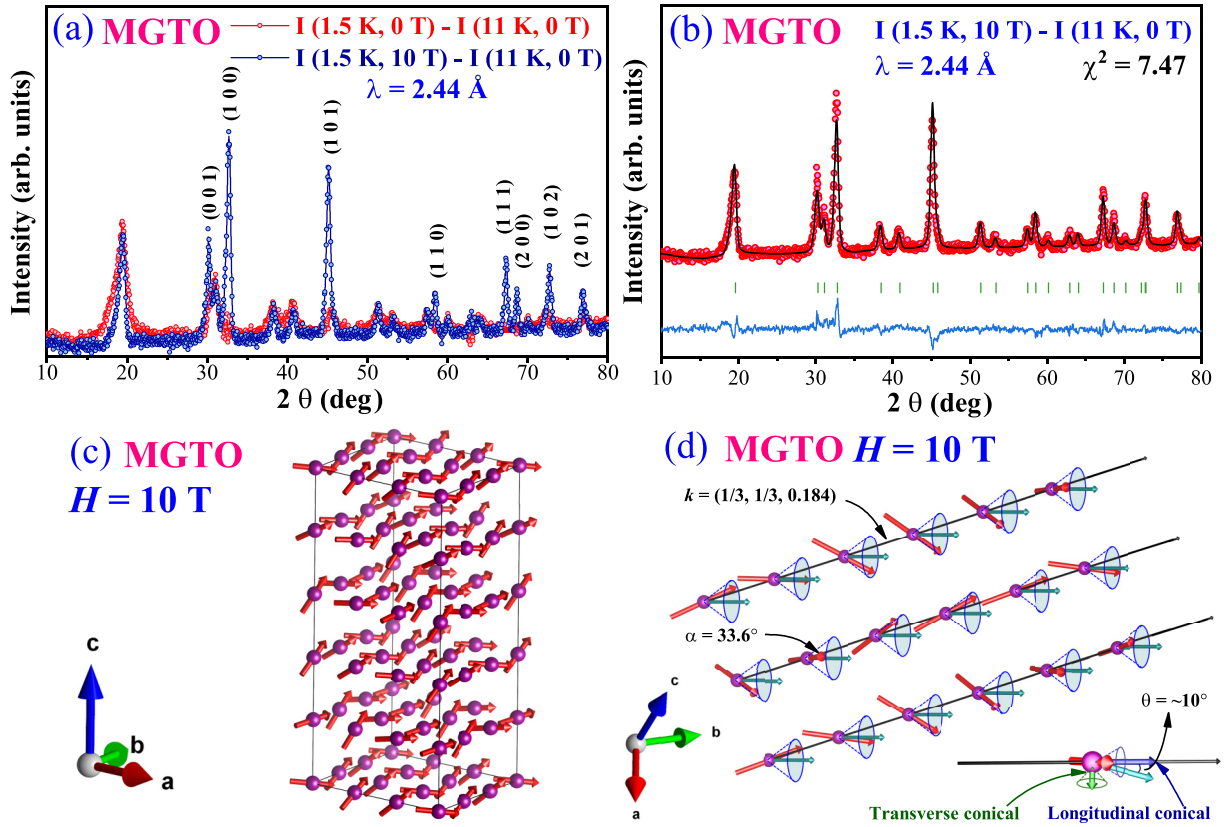 (a) MGTO
I (1.5 K, 0 T) - I (11 K, 0 T)
I (1.5 K, 10 T) - I (11 K, 0 T)
λ = 2.44 Å
(0 0 1)
(1 0 0)
(1 0 1)
(1 1 0)
(1 1 1)
(2 0 0)
(1 0 2)
(2 0 1)
Intensity (arb. units)
10 20 30 40 50 60 70 80
2 θ (deg)
(b) MGTO
I (1.5 K, 10 T) - I (11 K, 0 T)
λ = 2.44 Å χ² = 7.47
Intensity (arb. units)
10 20 30 40 50 60 70 80
2 θ (deg)
(c) MGTO
H = 10 T
c
b
a
(d) MGTO H = 10 T
k = (1/3, 1/3, 0.184)
α = 33.6°
c
b
a
θ = ~10°
Transverse conical
Longitudinal conical